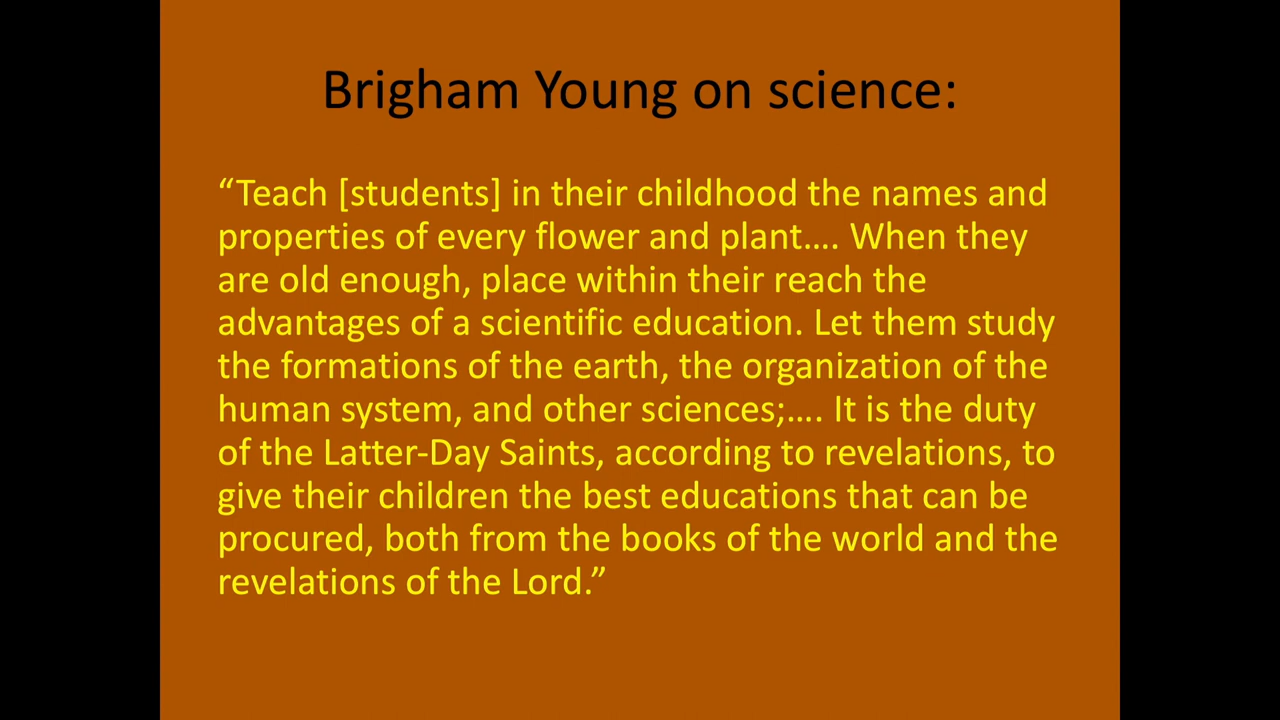 Brigham Young on science:
“Teach [students] in their childhood the names and
properties of every flower and plant…. When they
are old enough, place within their reach the
advantages of a scientific education. Let them study
the formations of the earth, the organization of the
human system, and other sciences;…. It is the duty
of the Latter-Day Saints, according to revelations, to
give their children the best educations that can be
procured, both from the books of the world and the
revelations of the Lord.”